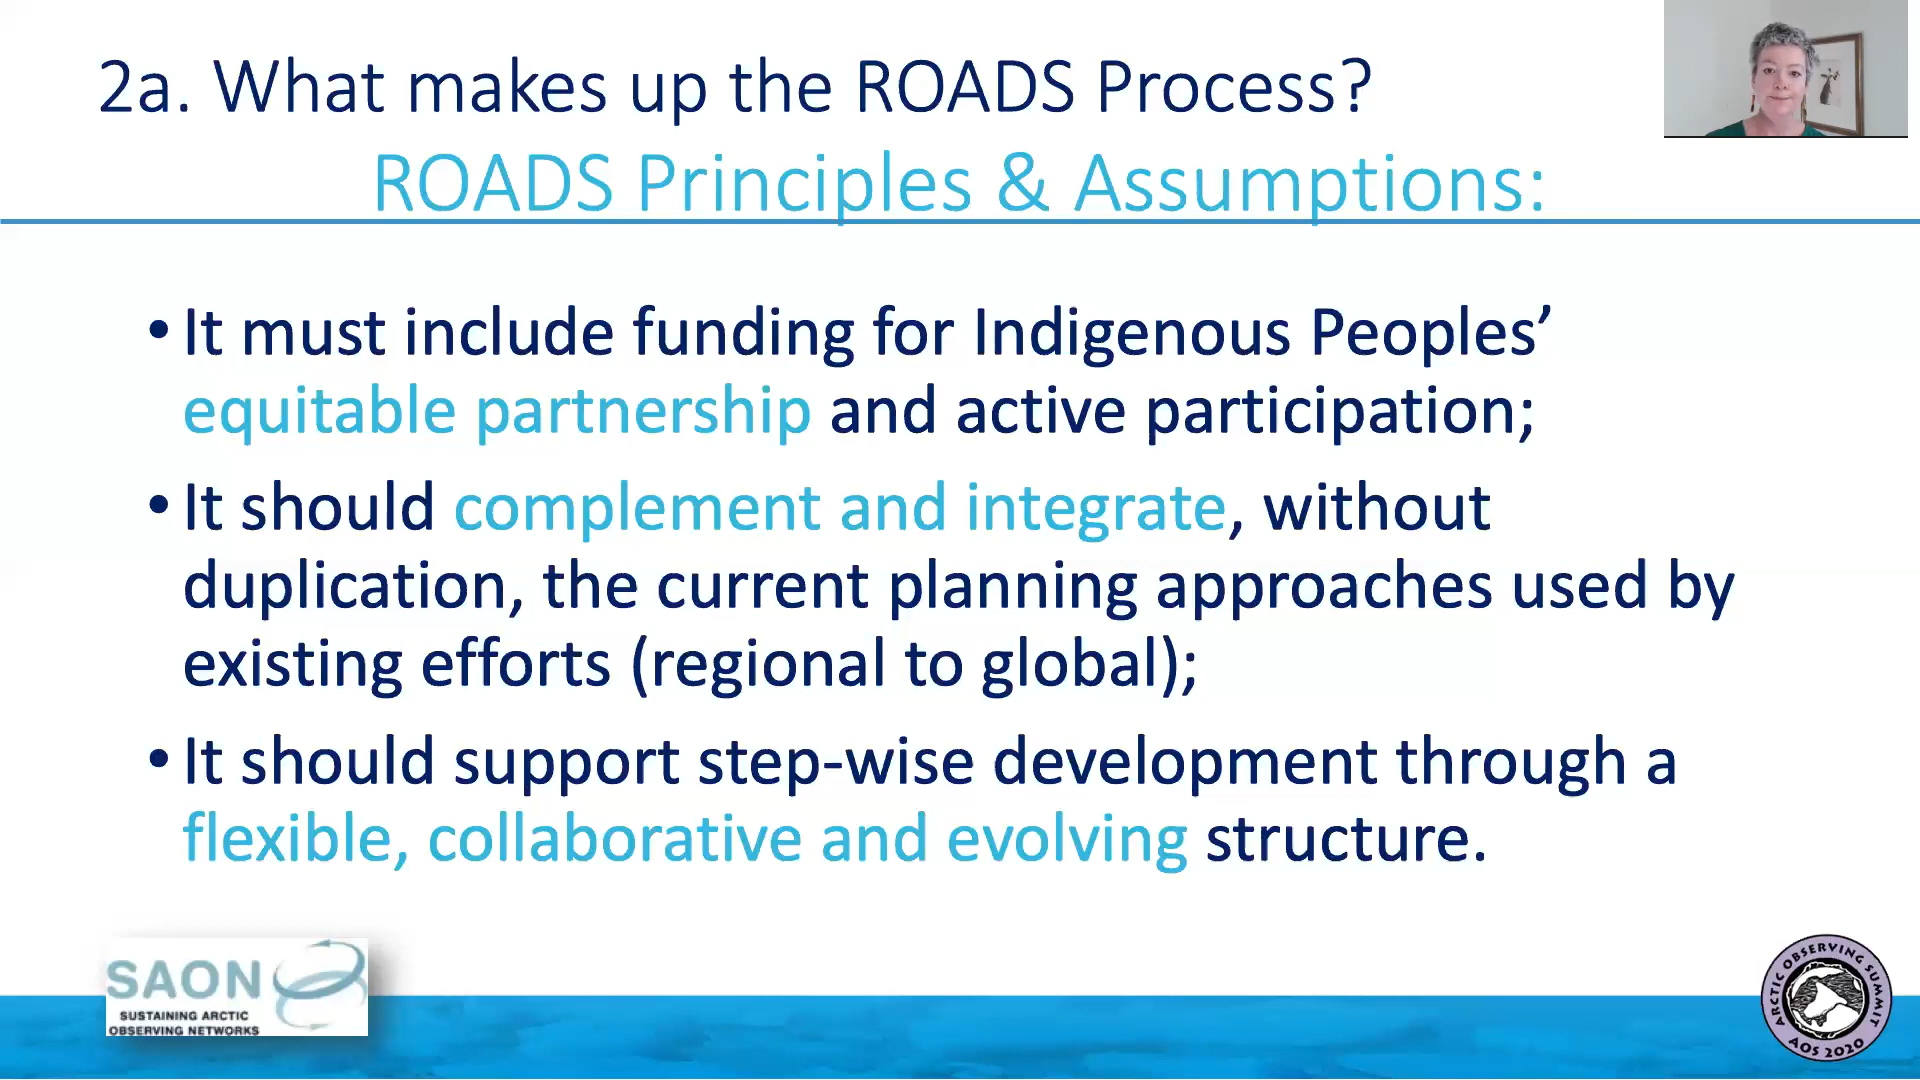 2a. What makes up the ROADS Process?
ROADS Principles & Assumptions:
• It must include funding for Indigenous Peoples’
equitable partnership and active participation;
• It should complement and integrate, without
duplication, the current planning approaches used by
existing efforts (regional to global);
• It should support step-wise development through a
flexible, collaborative and evolving structure.
SAON
SUSTAINING ARCTIC
OBSERVING NETWORKS
ARCTIC OBSERVING SUMMIT
AOS 2020